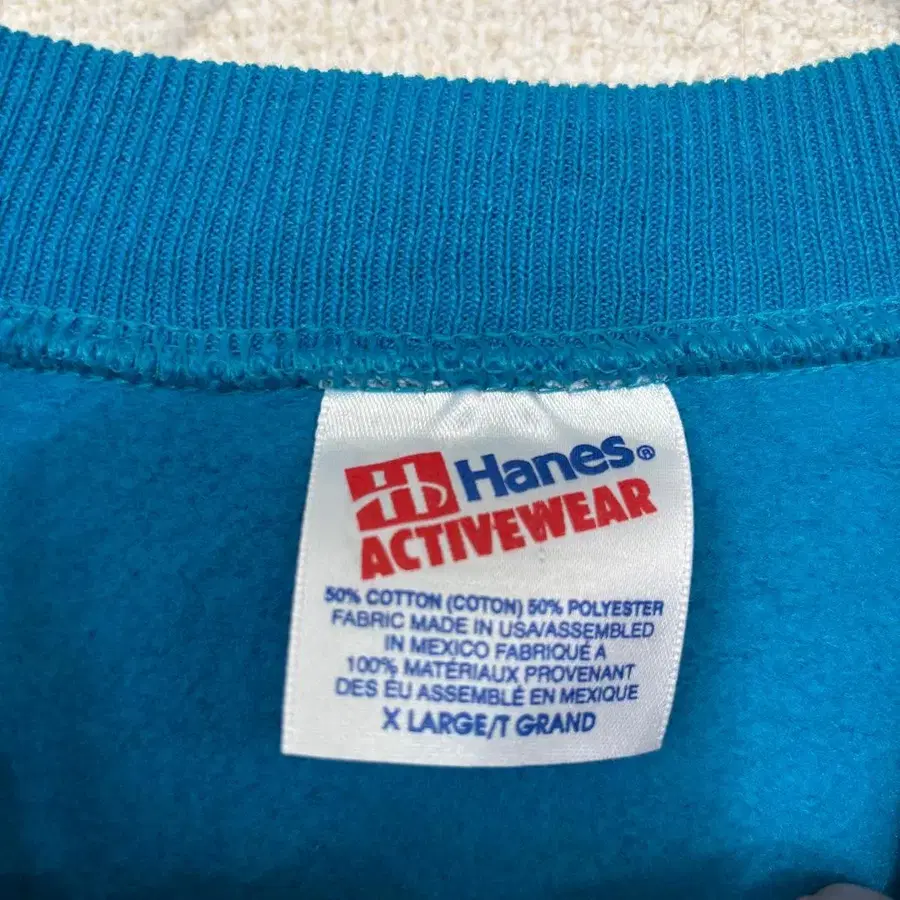 Hanes®
ACTIVEWEAR
50% COTTON (COTON) 50% POLYESTER
FABRIC MADE IN USA/ASSEMBLED
IN MEXICO FABRIQUÉ A
100% MATÉRIAUX PROVENANT
DES ÉU ASSEMBLÉ EN MEXIQUE
X LARGE/T GRAND